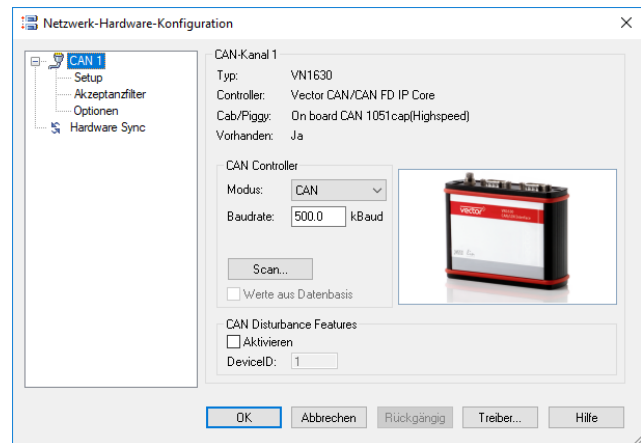 Netzwerk-Hardware-Konfiguration
CAN 1
Setup
Akzeptanzfilter
Optionen
Hardware Sync
CAN-Kanal 1
Typ: VN1630
Controller: Vector CAN/CAN FD IP Core
Cab/Piggy: On board CAN 1051cap(Highspeed)
Vorhanden: Ja
CAN Controller
Modus: CAN
Baudrate: 500.0 kBaud
Scan...
Werte aus Datenbasis
vector
CAN Disturbance Features
Aktivieren
DeviceID: 1
OK Abbrechen Rückgängig Treiber... Hilfe